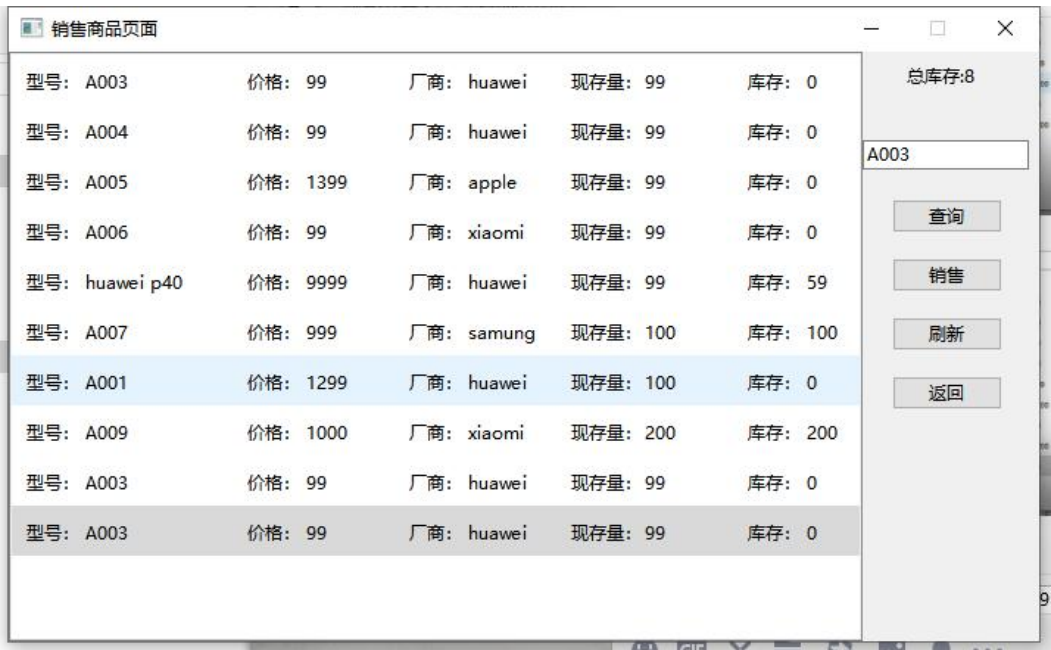 销售商品页面
型号: A003 价格: 99 厂商: huawei 现存量: 99 库存: 0
型号: A004 价格: 99 厂商: huawei 现存量: 99 库存: 0
型号: A005 价格: 1399 厂商: apple 现存量: 99 库存: 0
型号: A006 价格: 99 厂商: xiaomi 现存量: 99 库存: 0
型号: huawei p40 价格: 9999 厂商: huawei 现存量: 99 库存: 59
型号: A007 价格: 999 厂商: samung 现存量: 100 库存: 100
型号: A001 价格: 1299 厂商: huawei 现存量: 100 库存: 0
型号: A009 价格: 1000 厂商: xiaomi 现存量: 200 库存: 200
型号: A003 价格: 99 厂商: huawei 现存量: 99 库存: 0
型号: A003 价格: 99 厂商: huawei 现存量: 99 库存: 0
总库存:8
A003
查询
销售
刷新
返回